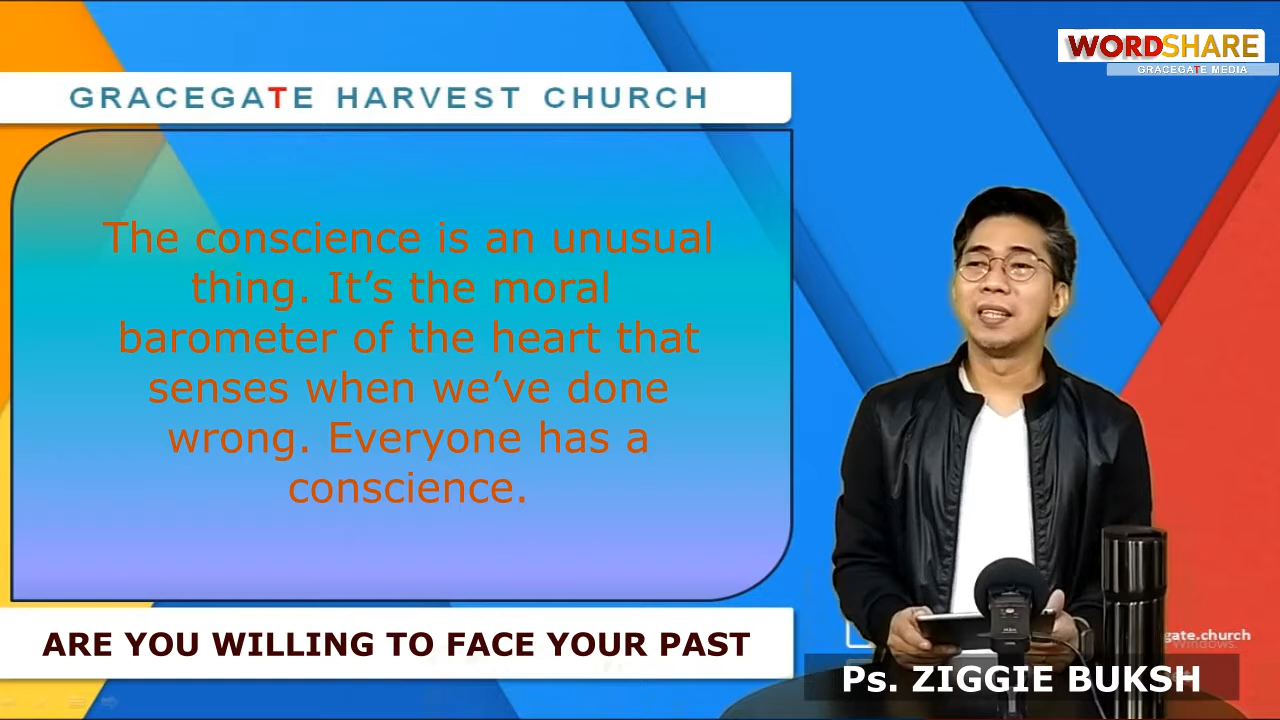 WORDSHARE
GRACEGATE MEDIA
GRACEGATE HARVEST CHURCH
The conscience is an unusual
thing. It’s the moral
barometer of the heart that
senses when we’ve done
wrong. Everyone has a
conscience.
ARE YOU WILLING TO FACE YOUR PAST
gate.church
Windows.
Ps. ZIGGIE BUKSH